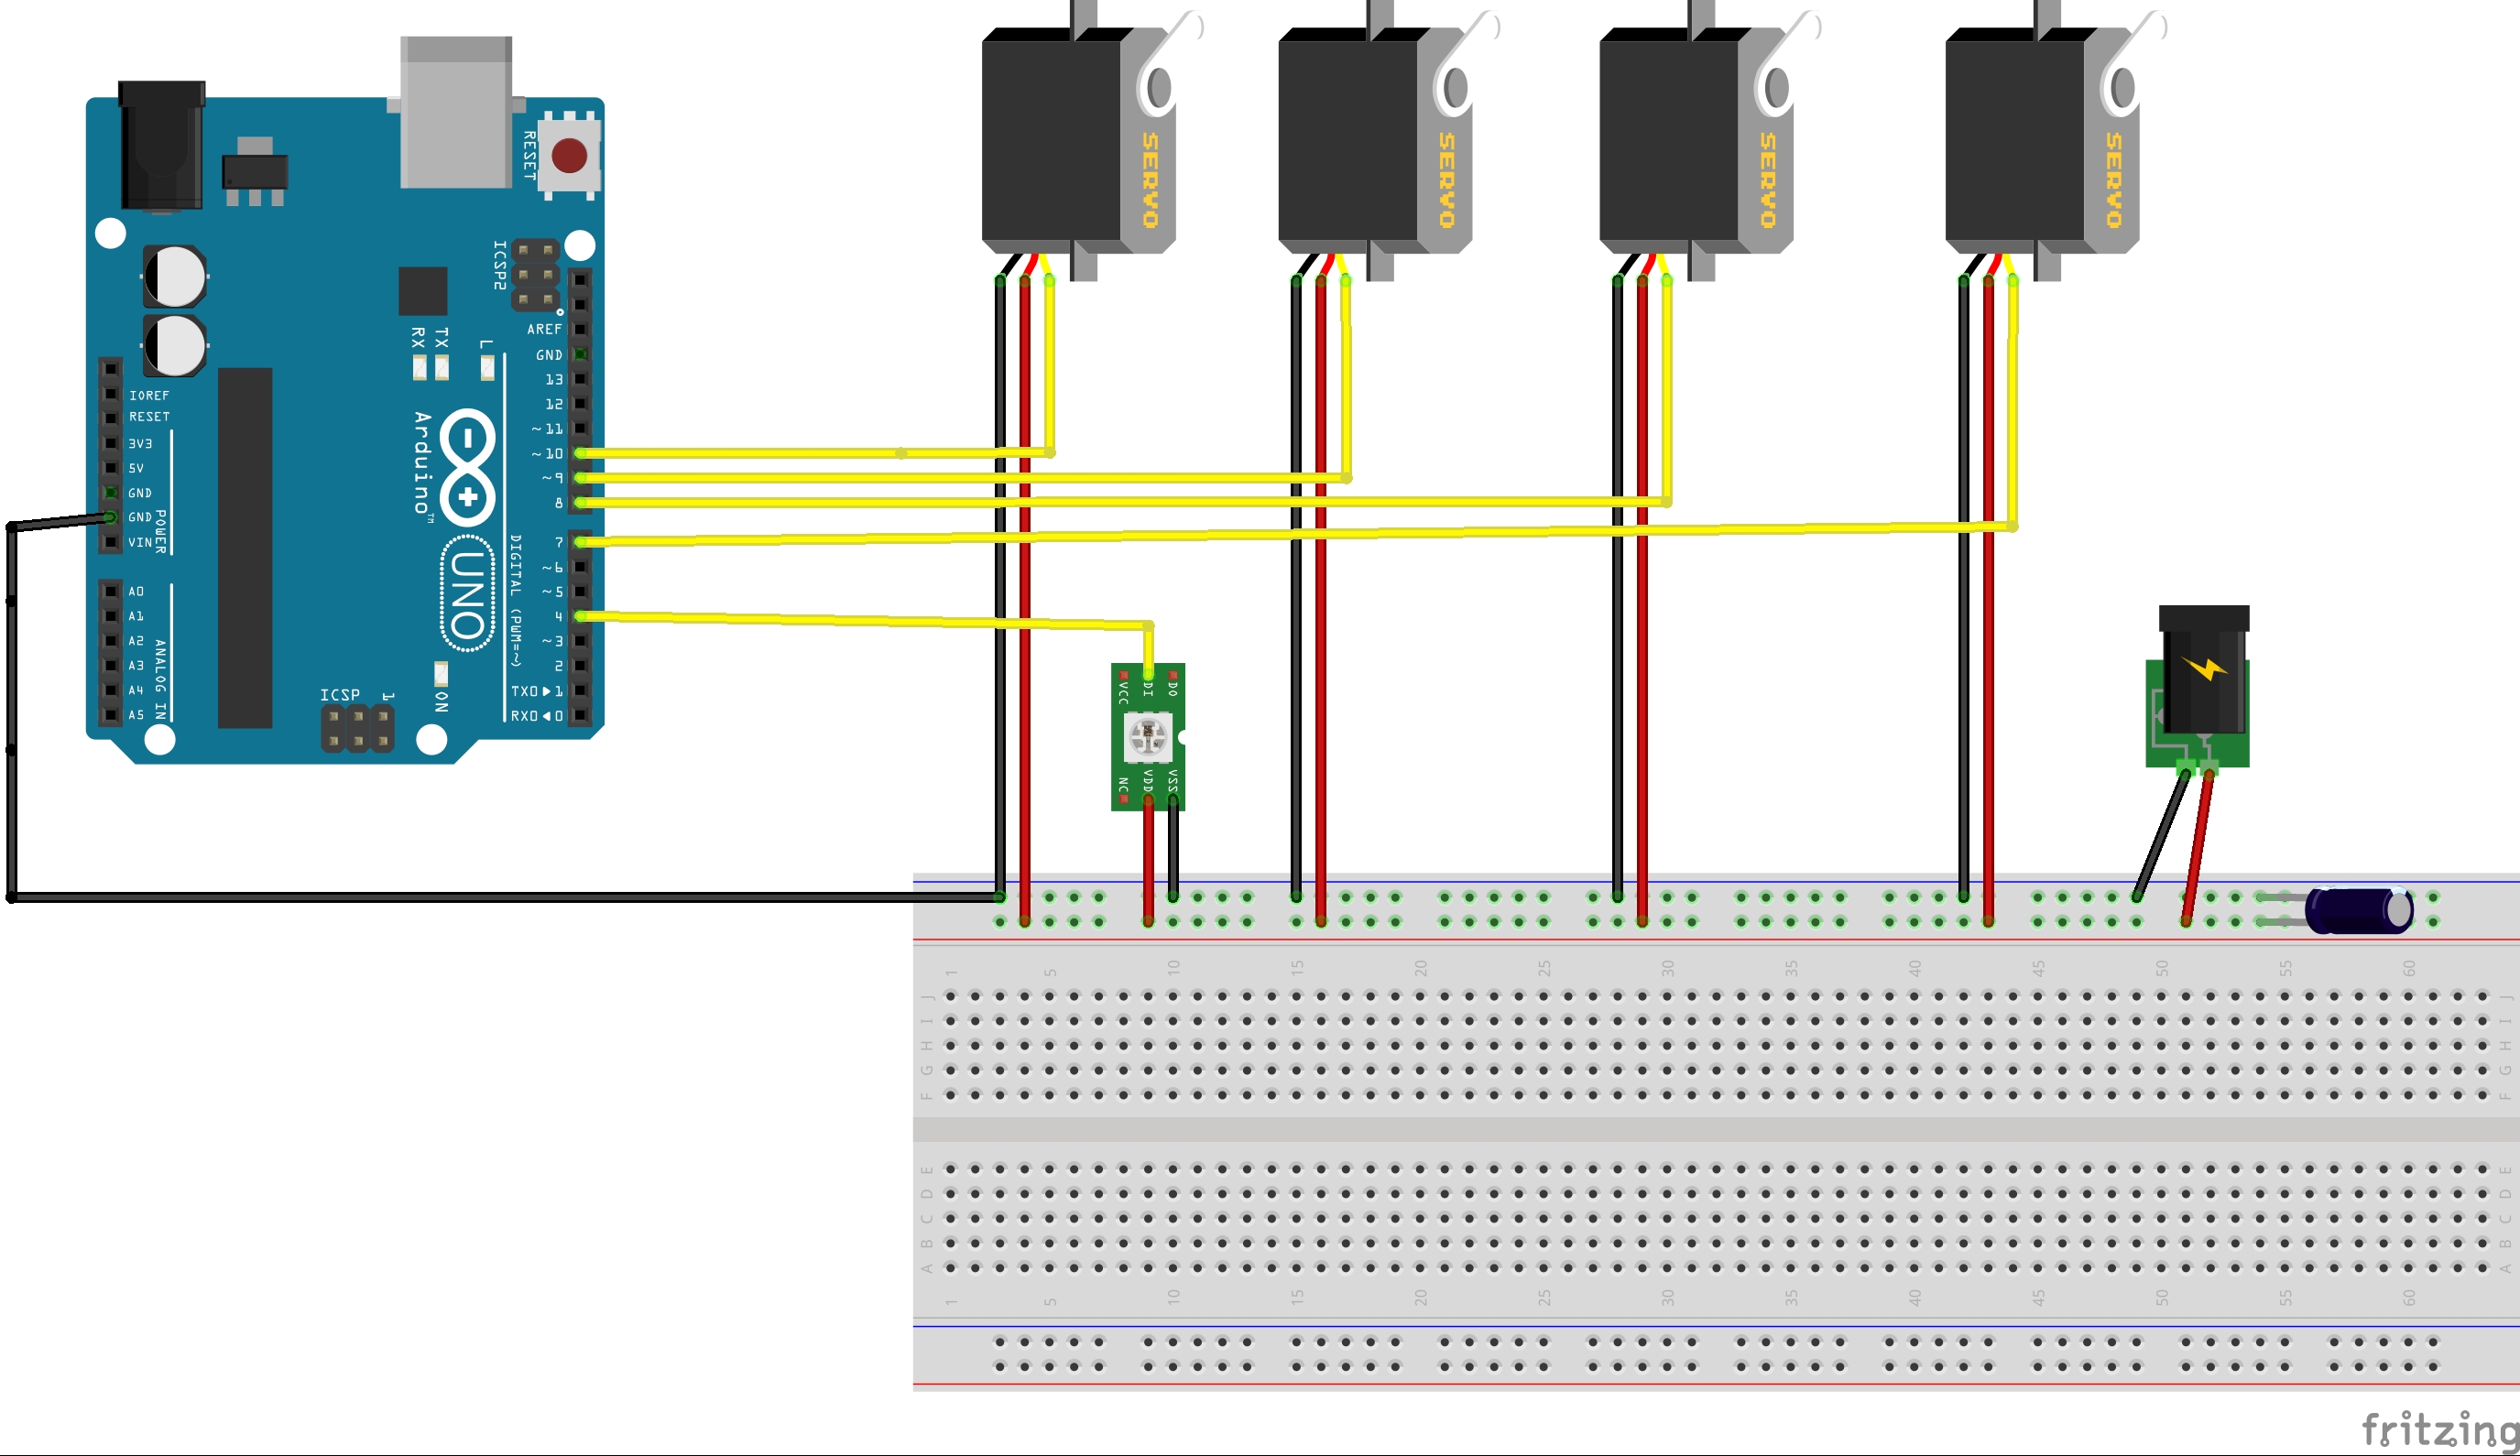 SERVO
SERVO
SERVO
SERVO
RESET
ICSP2
AREF
GND
13
12
~11
~10
~9
8
7
~6
~5
4
~3
2
TX0▶1
RX0◀0
RX
TX
L
IOREF
RESET
3V3
5V
GND
GND
VIN
POWER
A0
A1
A2
A3
A4
A5
ANALOG IN
Arduino™
UNO
DIGITAL (PWM=~)
ICSP
1
ON
VCC
DI
DO
NC
VDD
VSS
1 5 10 15 20 25 30 35 40 45 50 55 60
J J
I I
H H
G G
F F
E E
D D
C C
B B
A A
1 5 10 15 20 25 30 35 40 45 50 55 60
fritzing